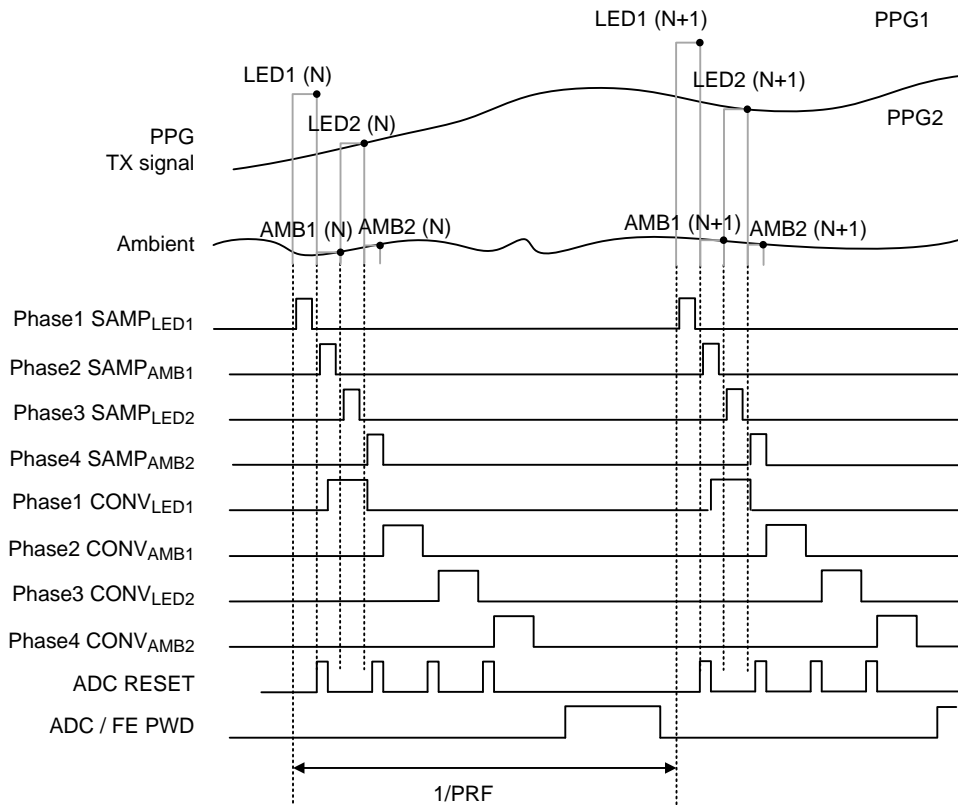 LED1 (N+1)
PPG1
LED1 (N)
LED2 (N+1)
LED2 (N)
PPG2
PPG
TX signal
AMB1 (N)
AMB2 (N)
AMB1 (N+1)
AMB2 (N+1)
Ambient
Phase1 SAMPLED1
Phase2 SAMPAMB1
Phase3 SAMPLED2
Phase4 SAMPAMB2
Phase1 CONVLED1
Phase2 CONVAMB1
Phase3 CONVLED2
Phase4 CONVAMB2
ADC RESET
ADC / FE PWD
1/PRF